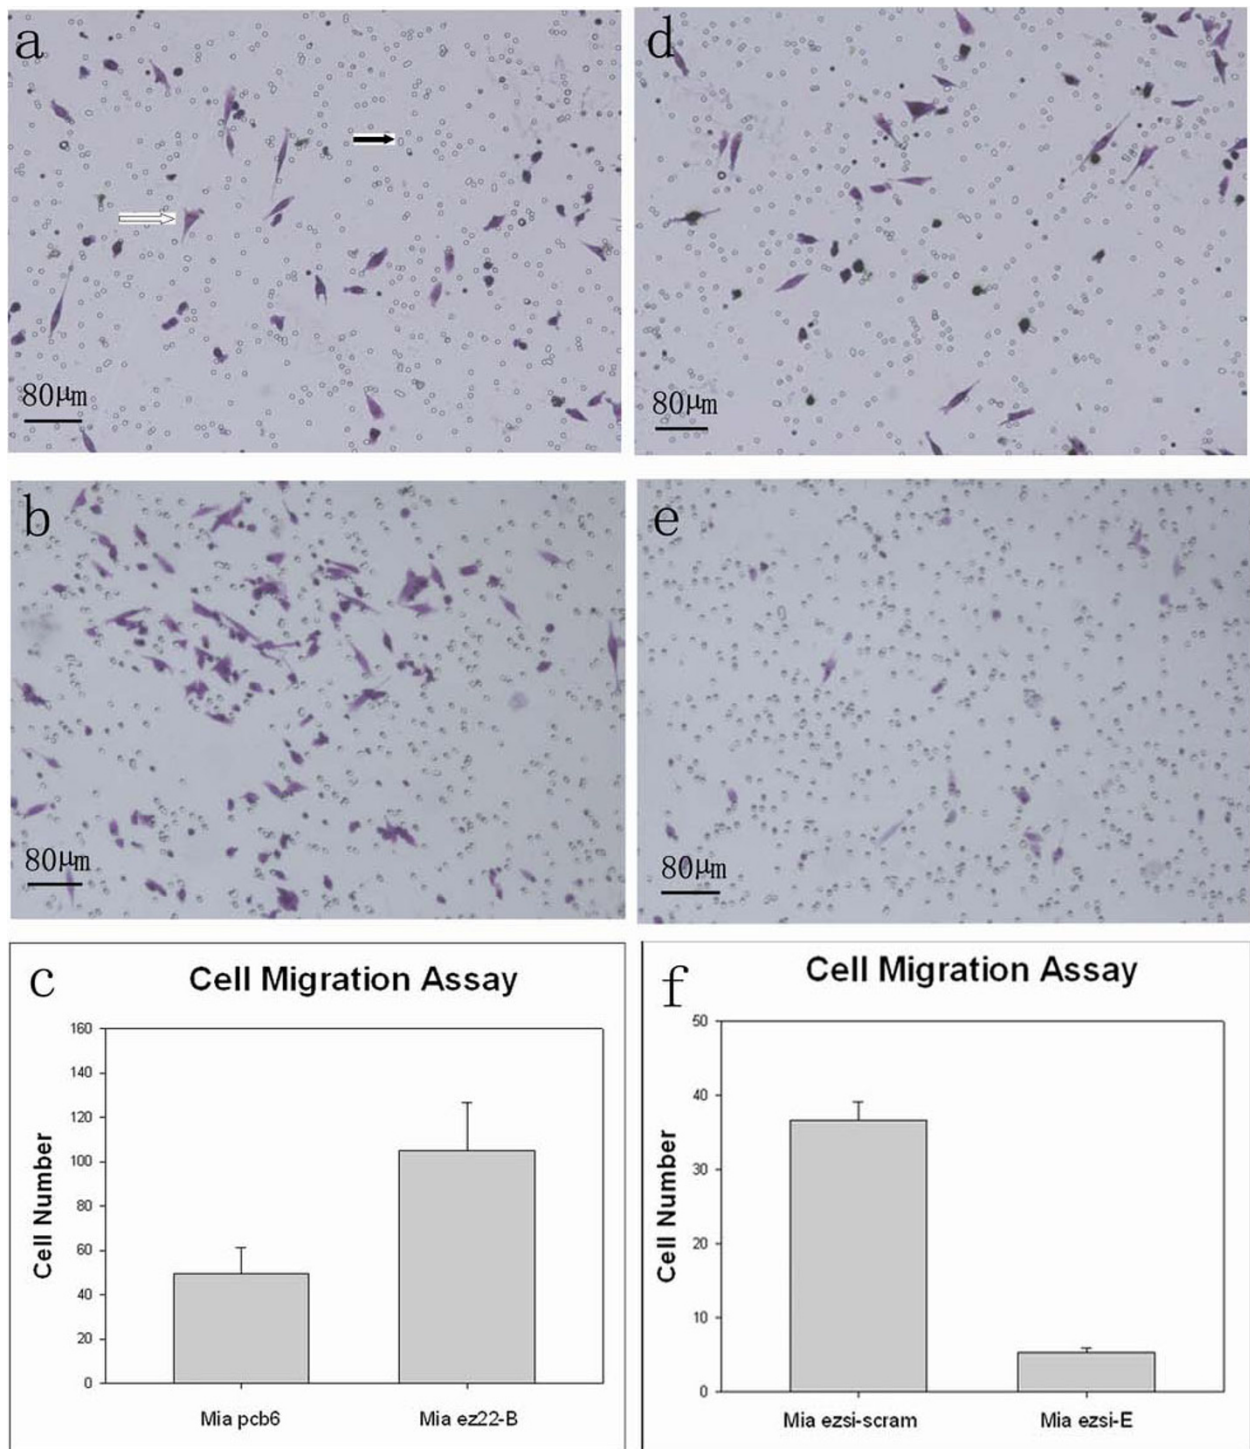 a
80μm
d
80μm
b
80μm
e
80μm
c
Cell Migration Assay
Cell Number
160
140
120
100
80
60
40
20
0
Mia pcb6
Mia ez22-B
f
Cell Migration Assay
Cell Number
50
40
30
20
10
0
Mia ezsi-scram
Mia ezsi-E